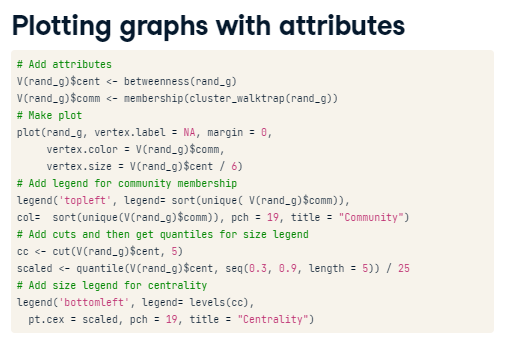 Plotting graphs with attributes
# Add attributes
V(rand_g)$cent <- betweenness(rand_g)
V(rand_g)$comm <- membership(cluster_walktrap(rand_g))
# Make plot
plot(rand_g, vertex.label = NA, margin = 0,
     vertex.color = V(rand_g)$comm,
     vertex.size = V(rand_g)$cent / 6)
# Add legend for community membership
legend('topleft', legend= sort(unique( V(rand_g)$comm)),
col=  sort(unique(V(rand_g)$comm)), pch = 19, title = "Community")
# Add cuts and then get quantiles for size legend
cc <- cut(V(rand_g)$cent, 5)
scaled <- quantile(V(rand_g)$cent, seq(0.3, 0.9, length = 5)) / 25
# Add size legend for centrality
legend('bottomleft', legend= levels(cc),
  pt.cex = scaled, pch = 19, title = "Centrality")